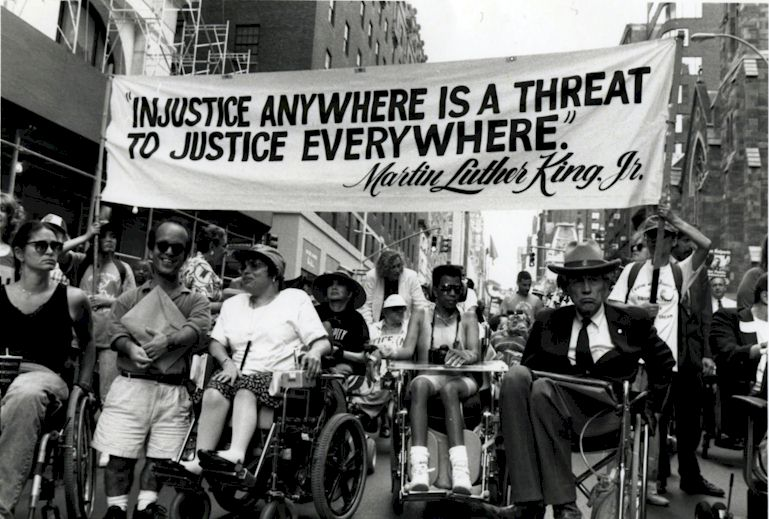 "INJUSTICE ANYWHERE IS A THREAT
TO JUSTICE EVERYWHERE."
Martin Luther King, Jr.